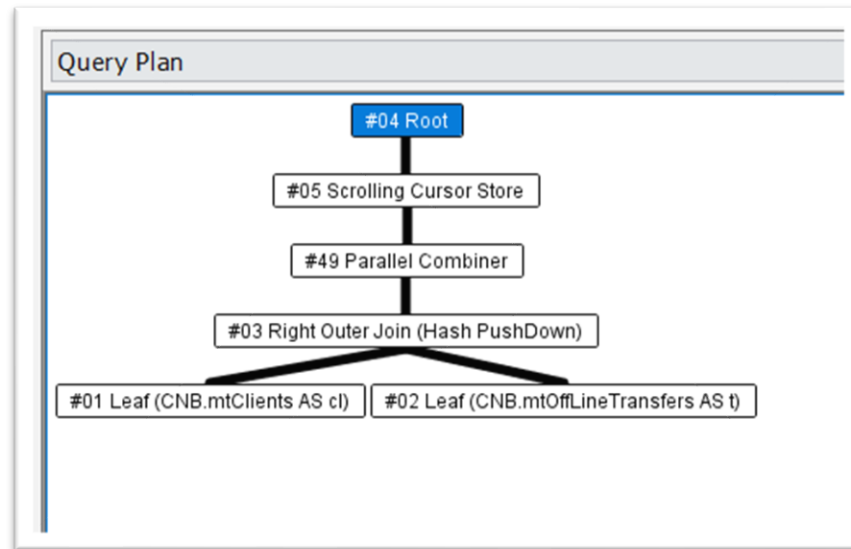 Query Plan
#04 Root
#05 Scrolling Cursor Store
#49 Parallel Combiner
#03 Right Outer Join (Hash PushDown)
#01 Leaf (CNB.mtClients AS cl)
#02 Leaf (CNB.mtOffLineTransfers AS t)